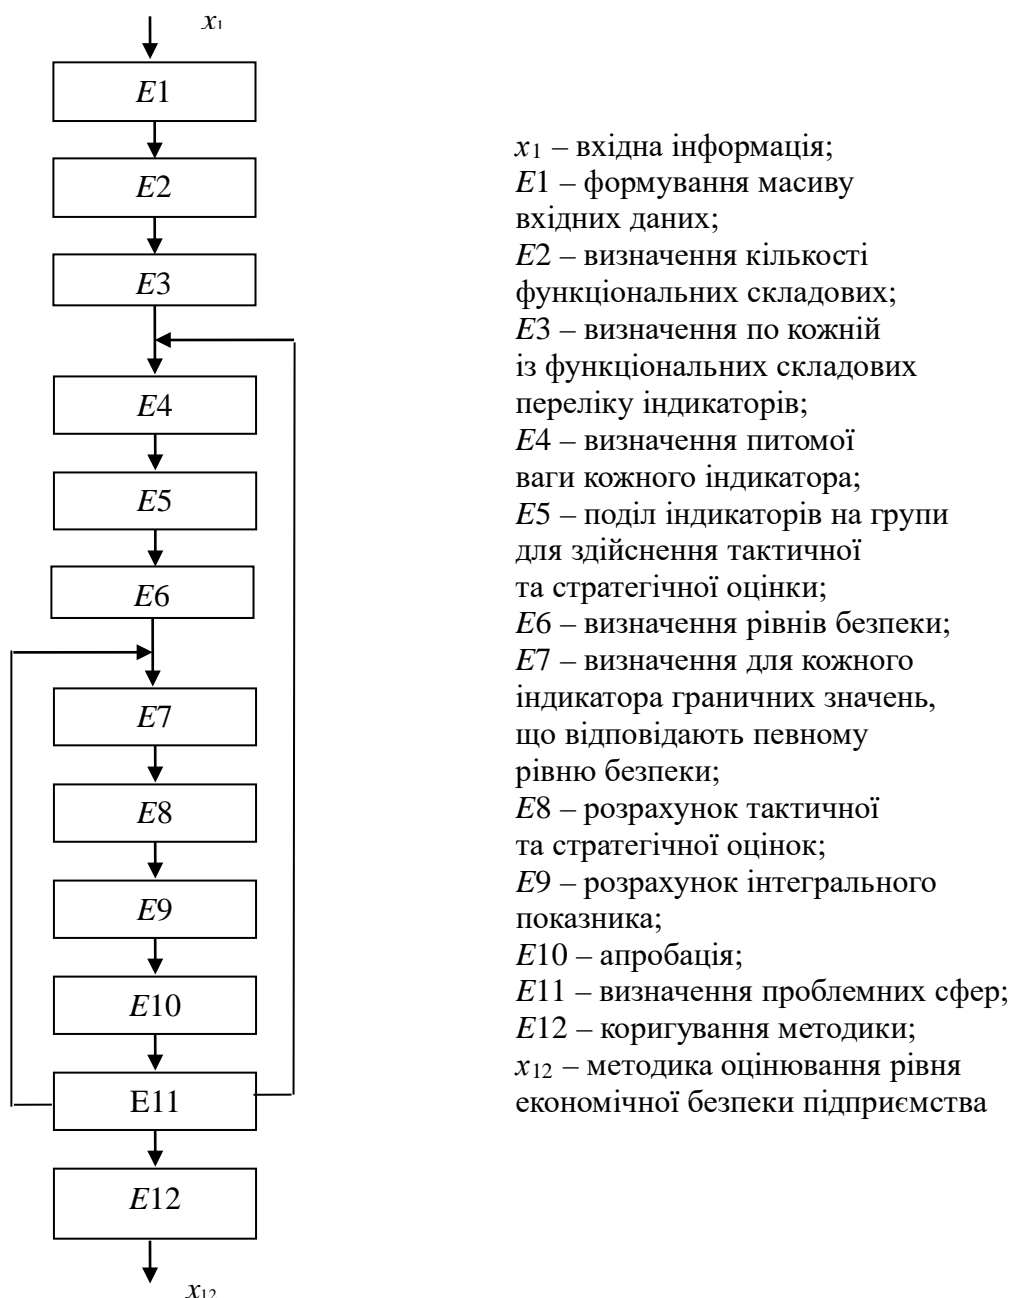 x1
E1
E2
E3
E4
E5
E6
E7
E8
E9
E10
E11
E12
x12
x1 – вхідна інформація;
E1 – формування масиву
вхідних даних;
E2 – визначення кількості
функціональних складових;
E3 – визначення по кожній
із функціональних складових
переліку індикаторів;
E4 – визначення питомої
ваги кожного індикатора;
E5 – поділ індикаторів на групи
для здійснення тактичної
та стратегічної оцінки;
E6 – визначення рівнів безпеки;
E7 – визначення для кожного
індикатора граничних значень,
що відповідають певному
рівню безпеки;
E8 – розрахунок тактичної
та стратегічної оцінок;
E9 – розрахунок інтегрального
показника;
E10 – апробація;
E11 – визначення проблемних сфер;
E12 – коригування методики;
x12 – методика оцінювання рівня
економічної безпеки підприємства